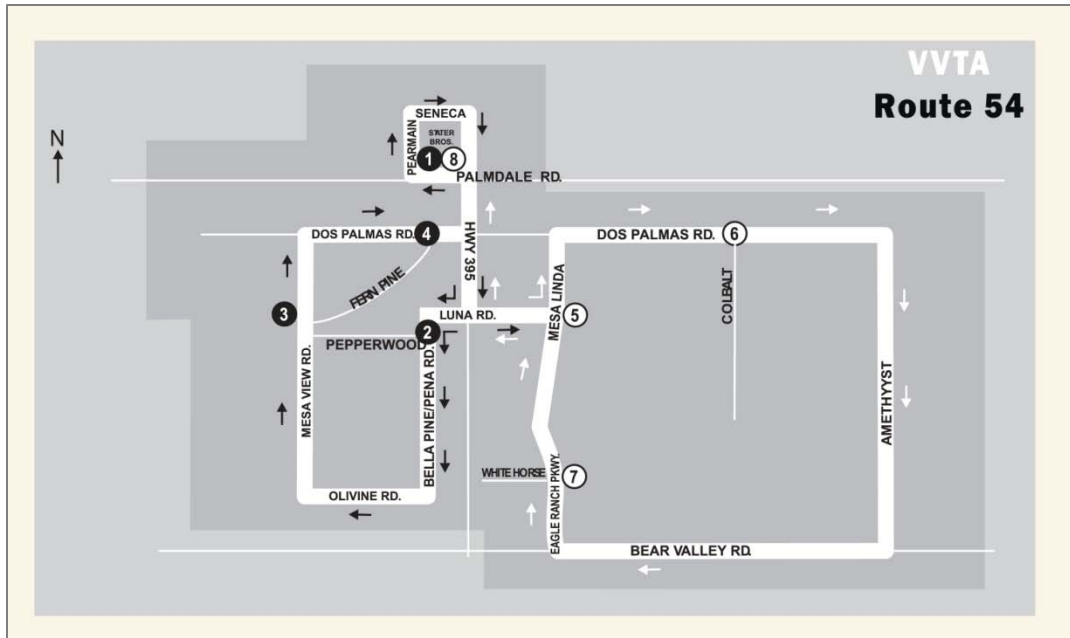 VVTA
Route 54
N
SENECA
STATER
BROS.
PEARMAIN
1
8
PALMDALE RD.
DOS PALMAS RD.
4
HWY 395
DOS PALMAS RD.
6
FERN PINE
MESA LINDA
COLBALT
3
LUNA RD.
5
2
PEPPERWOOD
MESA VIEW RD.
BELLA PINE/PENA RD.
AMETHYYST
WHITE HORSE
7
EAGLE RANCH PKWY.
OLIVINE RD.
BEAR VALLEY RD.